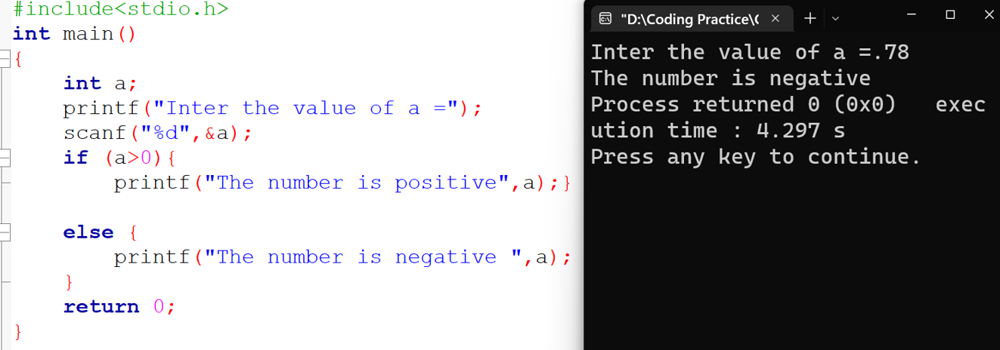 #include<stdio.h>
int main()
{
    int a;
    printf("Inter the value of a =");
    scanf("%d",&a);
    if (a>0){
        printf("The number is positive",a);}

    else {
        printf("The number is negative ",a);
    }
    return 0;
}
"D:\Coding Practice\
Inter the value of a =.78
The number is negative
Process returned 0 (0x0)   exec
ution time : 4.297 s
Press any key to continue.